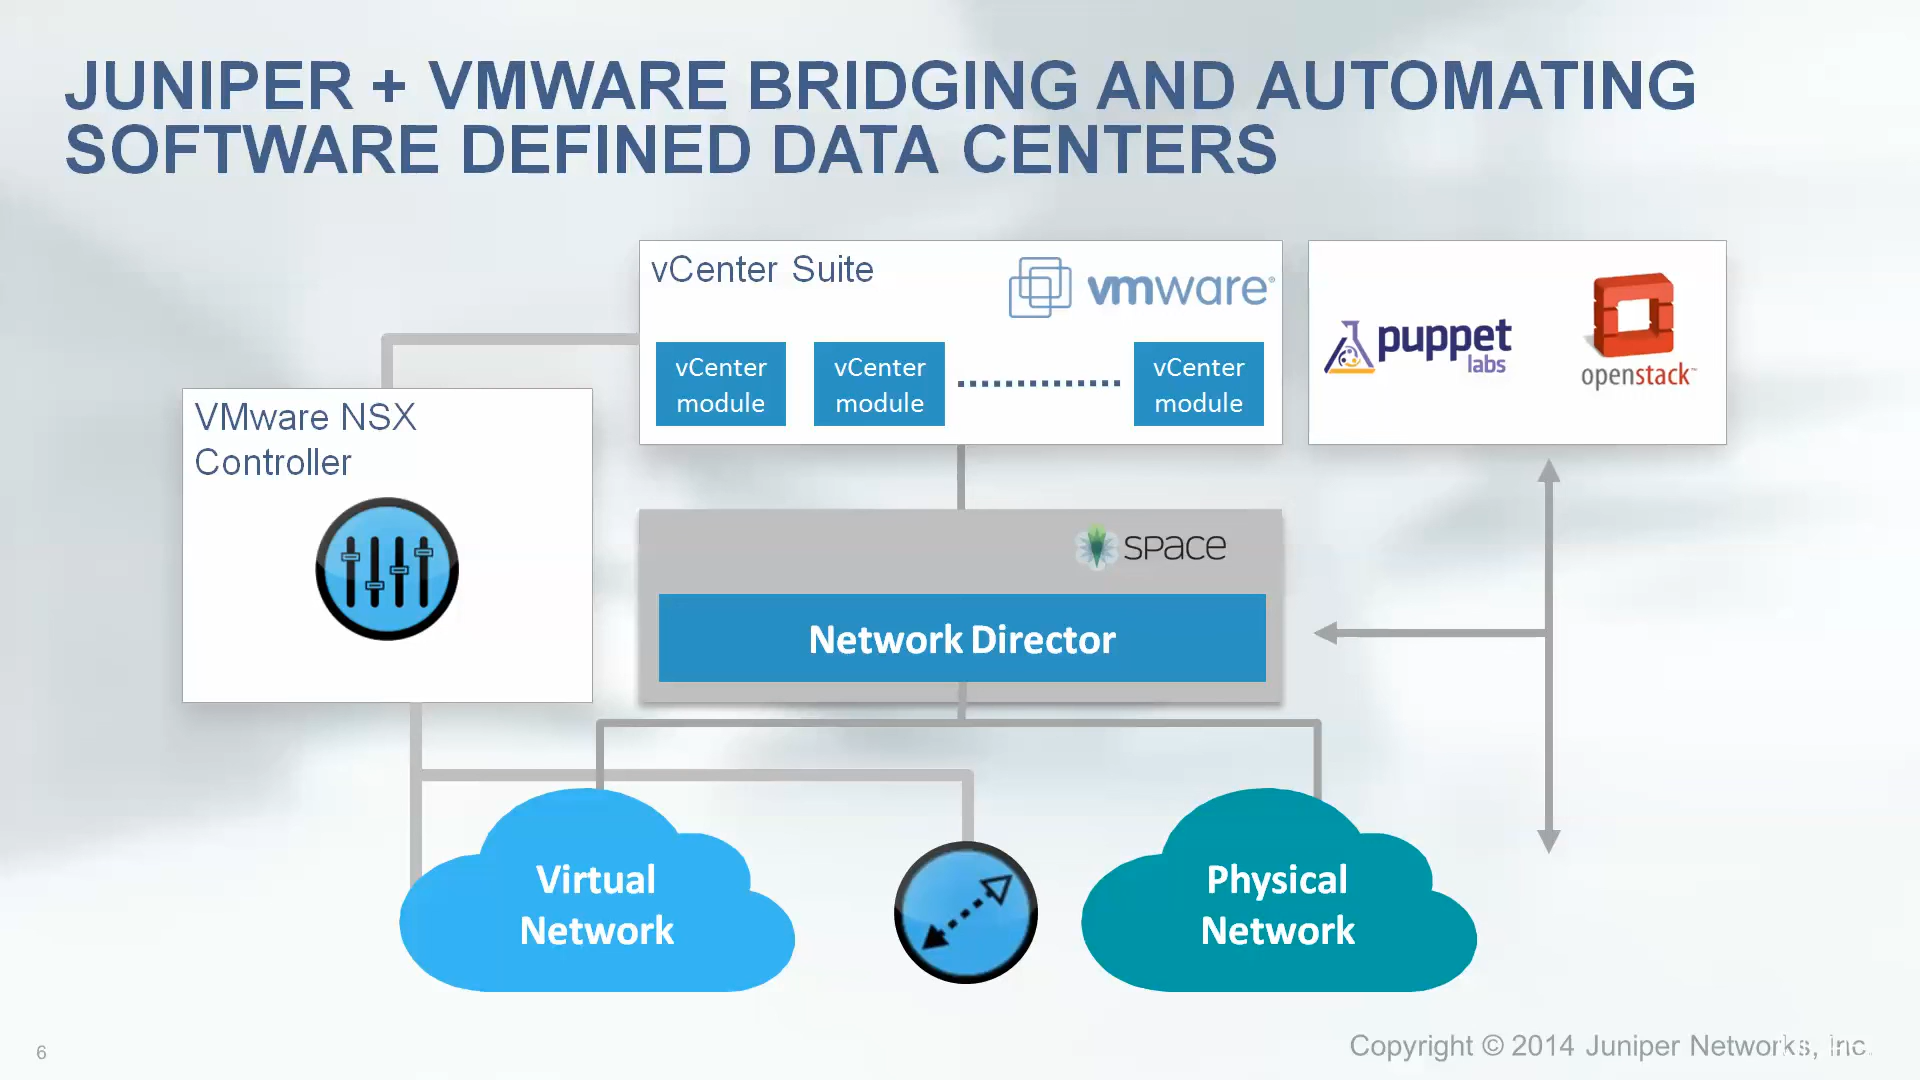 JUNIPER + VMWARE BRIDGING AND AUTOMATING
SOFTWARE DEFINED DATA CENTERS
vCenter Suite
vmware®
vCenter
module
vCenter
module
vCenter
module
puppet
labs
openstack™
VMware NSX
Controller
space
Network Director
Virtual
Network
Physical
Network
6
Copyright © 2014 Juniper Networks, Inc.